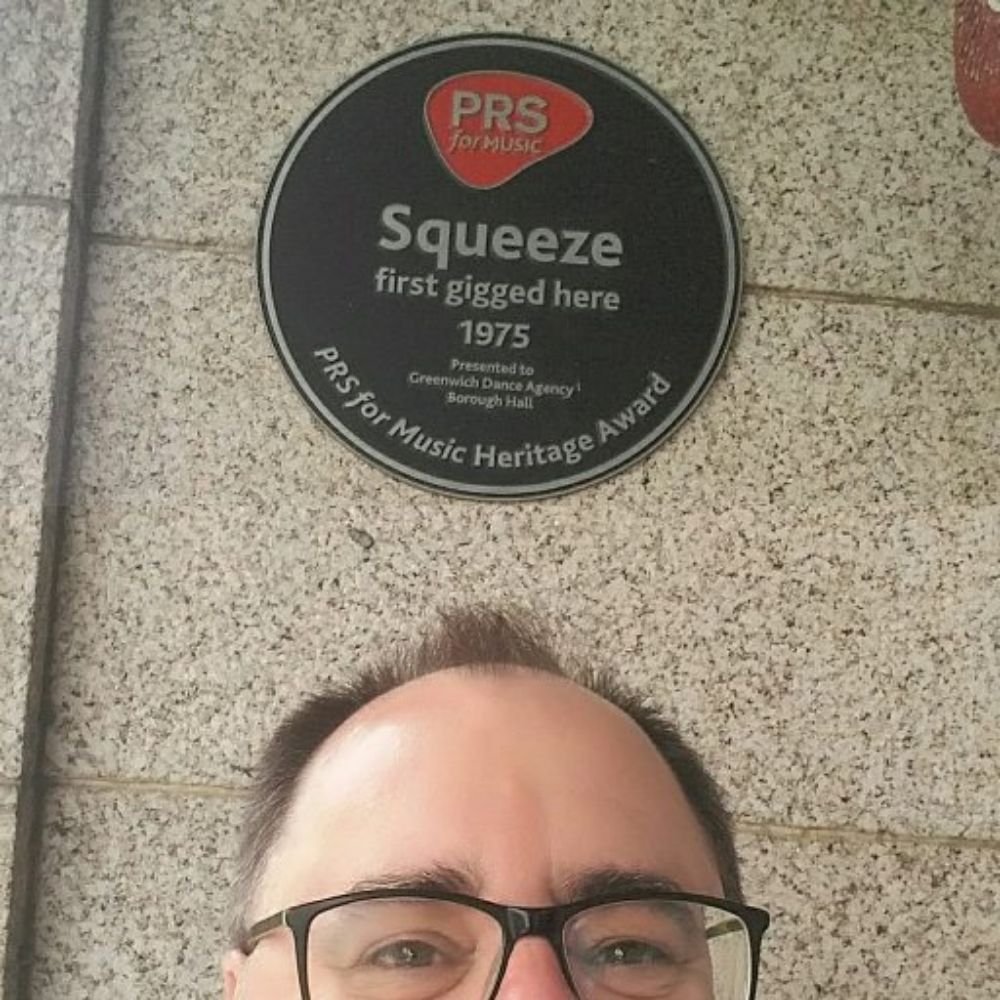 PRS
for MUSIC
Squeeze
first gigged here
1975
Presented to
Greenwich Dance Agency
Borough Hall
PRS for Music Heritage Award